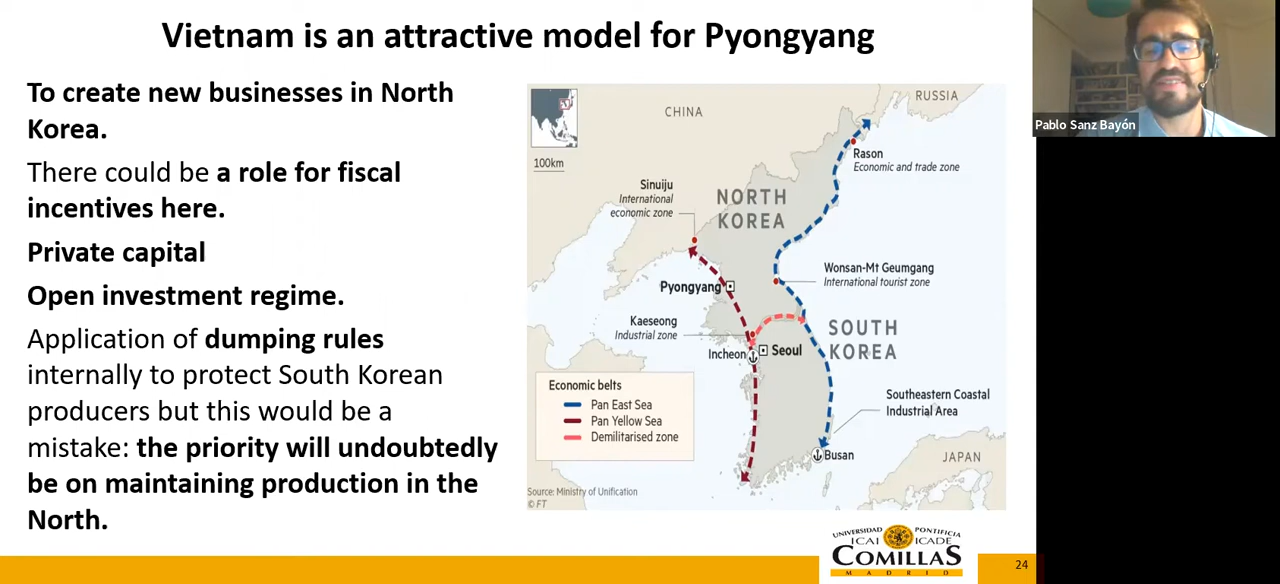 Vietnam is an attractive model for Pyongyang
To create new businesses in North
Korea.
There could be a role for fiscal
incentives here.
Private capital
Open investment regime.
Application of dumping rules
internally to protect South Korean
producers but this would be a
mistake: the priority will undoubtedly
be on maintaining production in the
North.
CHINA
RUSSIA
100km
Rason
Economic and trade zone
Sinuiju
International
economic zone
NORTH
KOREA
Wonsan-Mt Geumgang
International tourist zone
Pyongyang
Kaeseong
Industrial zone
SOUTH
KOREA
Incheon
Seoul
Economic belts
Pan East Sea
Pan Yellow Sea
Demilitarised zone
Southeastern Coastal
Industrial Area
Busan
JAPAN
Source: Ministry of Unification
© FT
UNIVERSIDAD PONTIFICIA
ICAI ICADE
COMILLAS
MADRID
24
Pablo Sanz Bayón